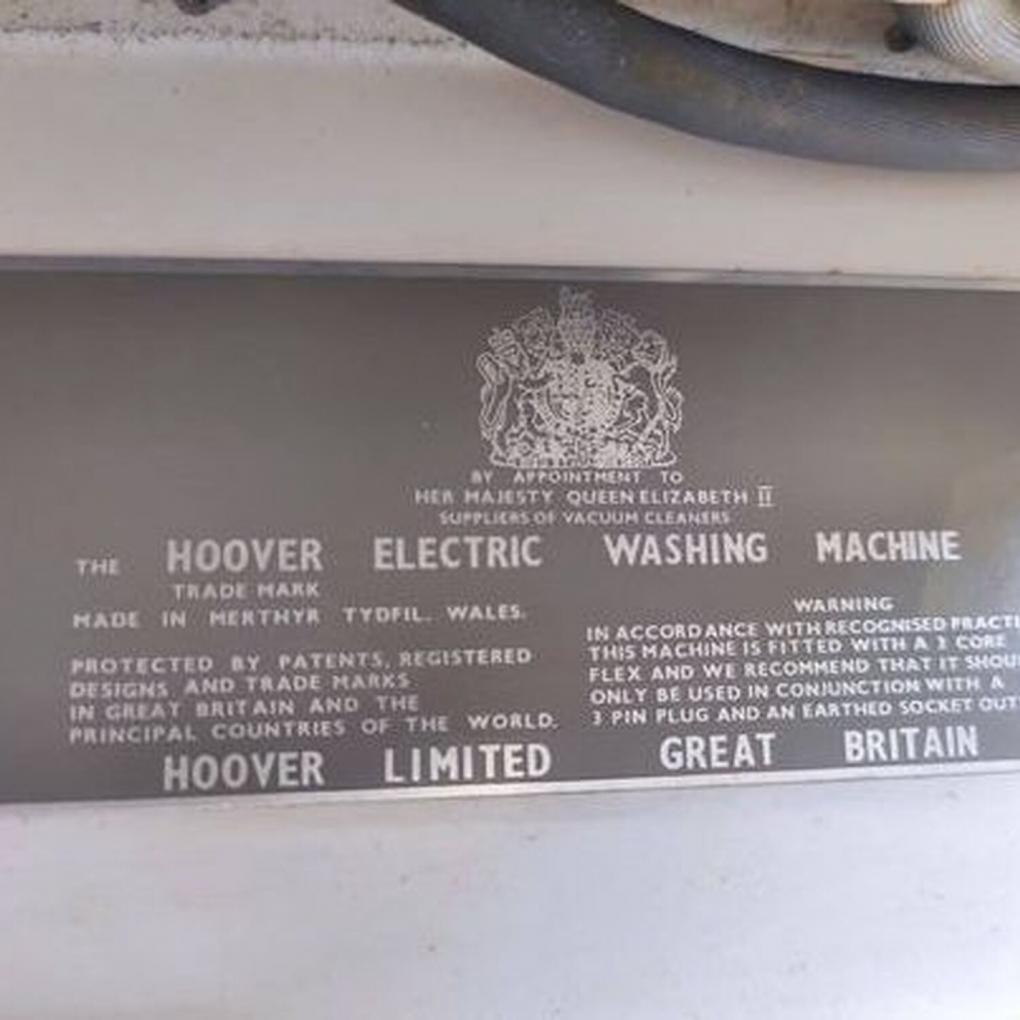 BY APPOINTMENT TO
HER MAJESTY QUEEN ELIZABETH II
SUPPLIERS OF VACUUM CLEANERS
THE HOOVER ELECTRIC WASHING MACHINE
TRADE MARK
MADE IN MERTHYR TYDFIL. WALES.
PROTECTED BY PATENTS, REGISTERED
DESIGNS AND TRADE MARKS
IN GREAT BRITAIN AND THE
PRINCIPAL COUNTRIES OF THE WORLD.
WARNING
IN ACCORDANCE WITH RECOGNISED PRACTI
THIS MACHINE IS FITTED WITH A 3 CORE
FLEX AND WE RECOMMEND THAT IT SHOU
ONLY BE USED IN CONJUNCTION WITH A
3 PIN PLUG AND AN EARTHED SOCKET OUT
HOOVER LIMITED GREAT BRITAIN